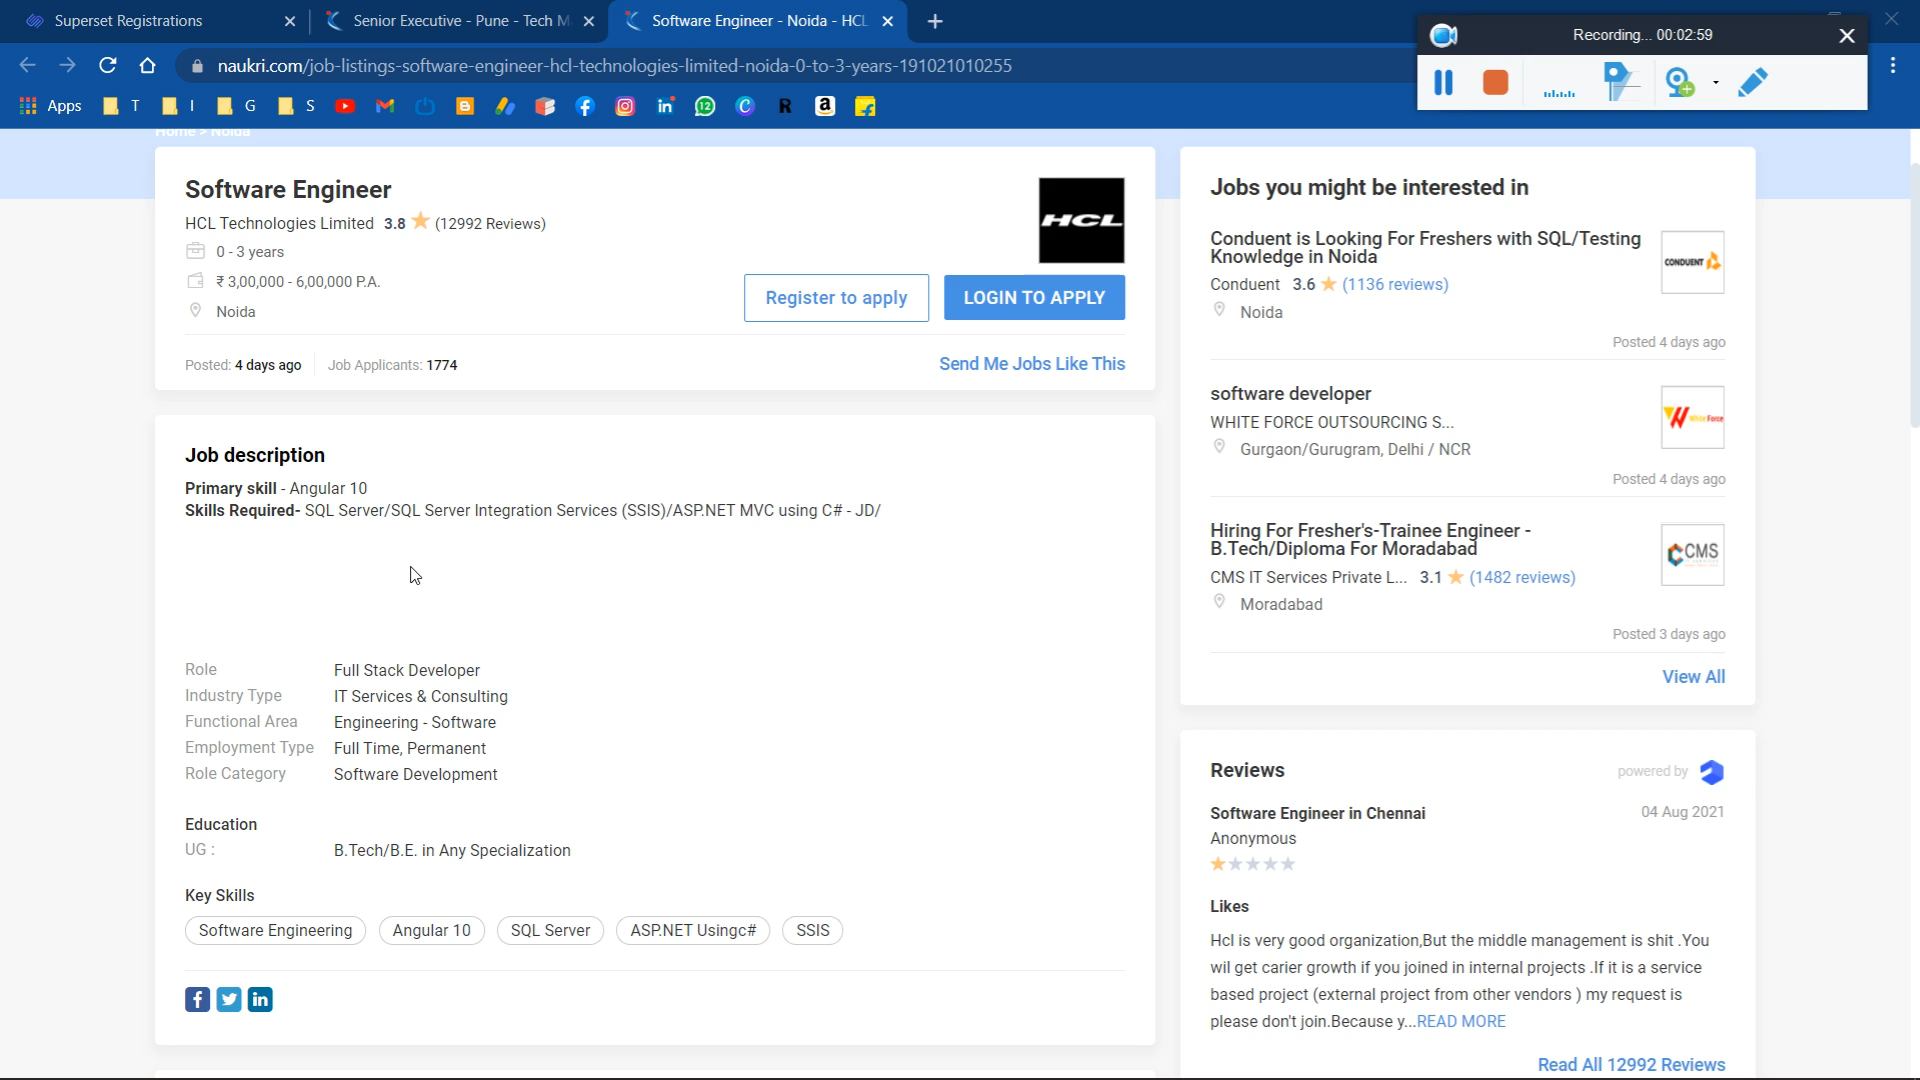 Superset Registrations
Senior Executive - Pune - Tech M
Software Engineer - Noida - HCL
Recording... 00:02:59
naukri.com/job-listings-software-engineer-hcl-technologies-limited-noida-0-to-3-years-191021010255
Apps T I G S
Home > Noida
Software Engineer
HCL Technologies Limited 3.8 (12992 Reviews)
0 - 3 years
₹ 3,00,000 - 6,00,000 P.A.
Noida
HCL
Register to apply
LOGIN TO APPLY
Posted: 4 days ago
Job Applicants: 1774
Send Me Jobs Like This
Job description
Primary skill - Angular 10
Skills Required- SQL Server/SQL Server Integration Services (SSIS)/ASP.NET MVC using C# - JD/
Role Full Stack Developer
Industry Type IT Services & Consulting
Functional Area Engineering - Software
Employment Type Full Time, Permanent
Role Category Software Development
Education
UG : B.Tech/B.E. in Any Specialization
Key Skills
Software Engineering
Angular 10
SQL Server
ASP.NET Usingc#
SSIS
Jobs you might be interested in
Conduent is Looking For Freshers with SQL/Testing
Knowledge in Noida
CONDUENT
Conduent 3.6 (1136 reviews)
Noida
Posted 4 days ago
software developer
WHITE FORCE OUTSOURCING S...
White Force
Gurgaon/Gurugram, Delhi / NCR
Posted 4 days ago
Hiring For Fresher's-Trainee Engineer -
B.Tech/Diploma For Moradabad
CMS
CMS IT Services Private L... 3.1 (1482 reviews)
Moradabad
Posted 3 days ago
View All
Reviews
powered by
Software Engineer in Chennai
04 Aug 2021
Anonymous
Likes
Hcl is very good organization,But the middle management is shit .You
wil get carier growth if you joined in internal projects .If it is a service
based project (external project from other vendors ) my request is
please don't join.Because y...READ MORE
Read All 12992 Reviews